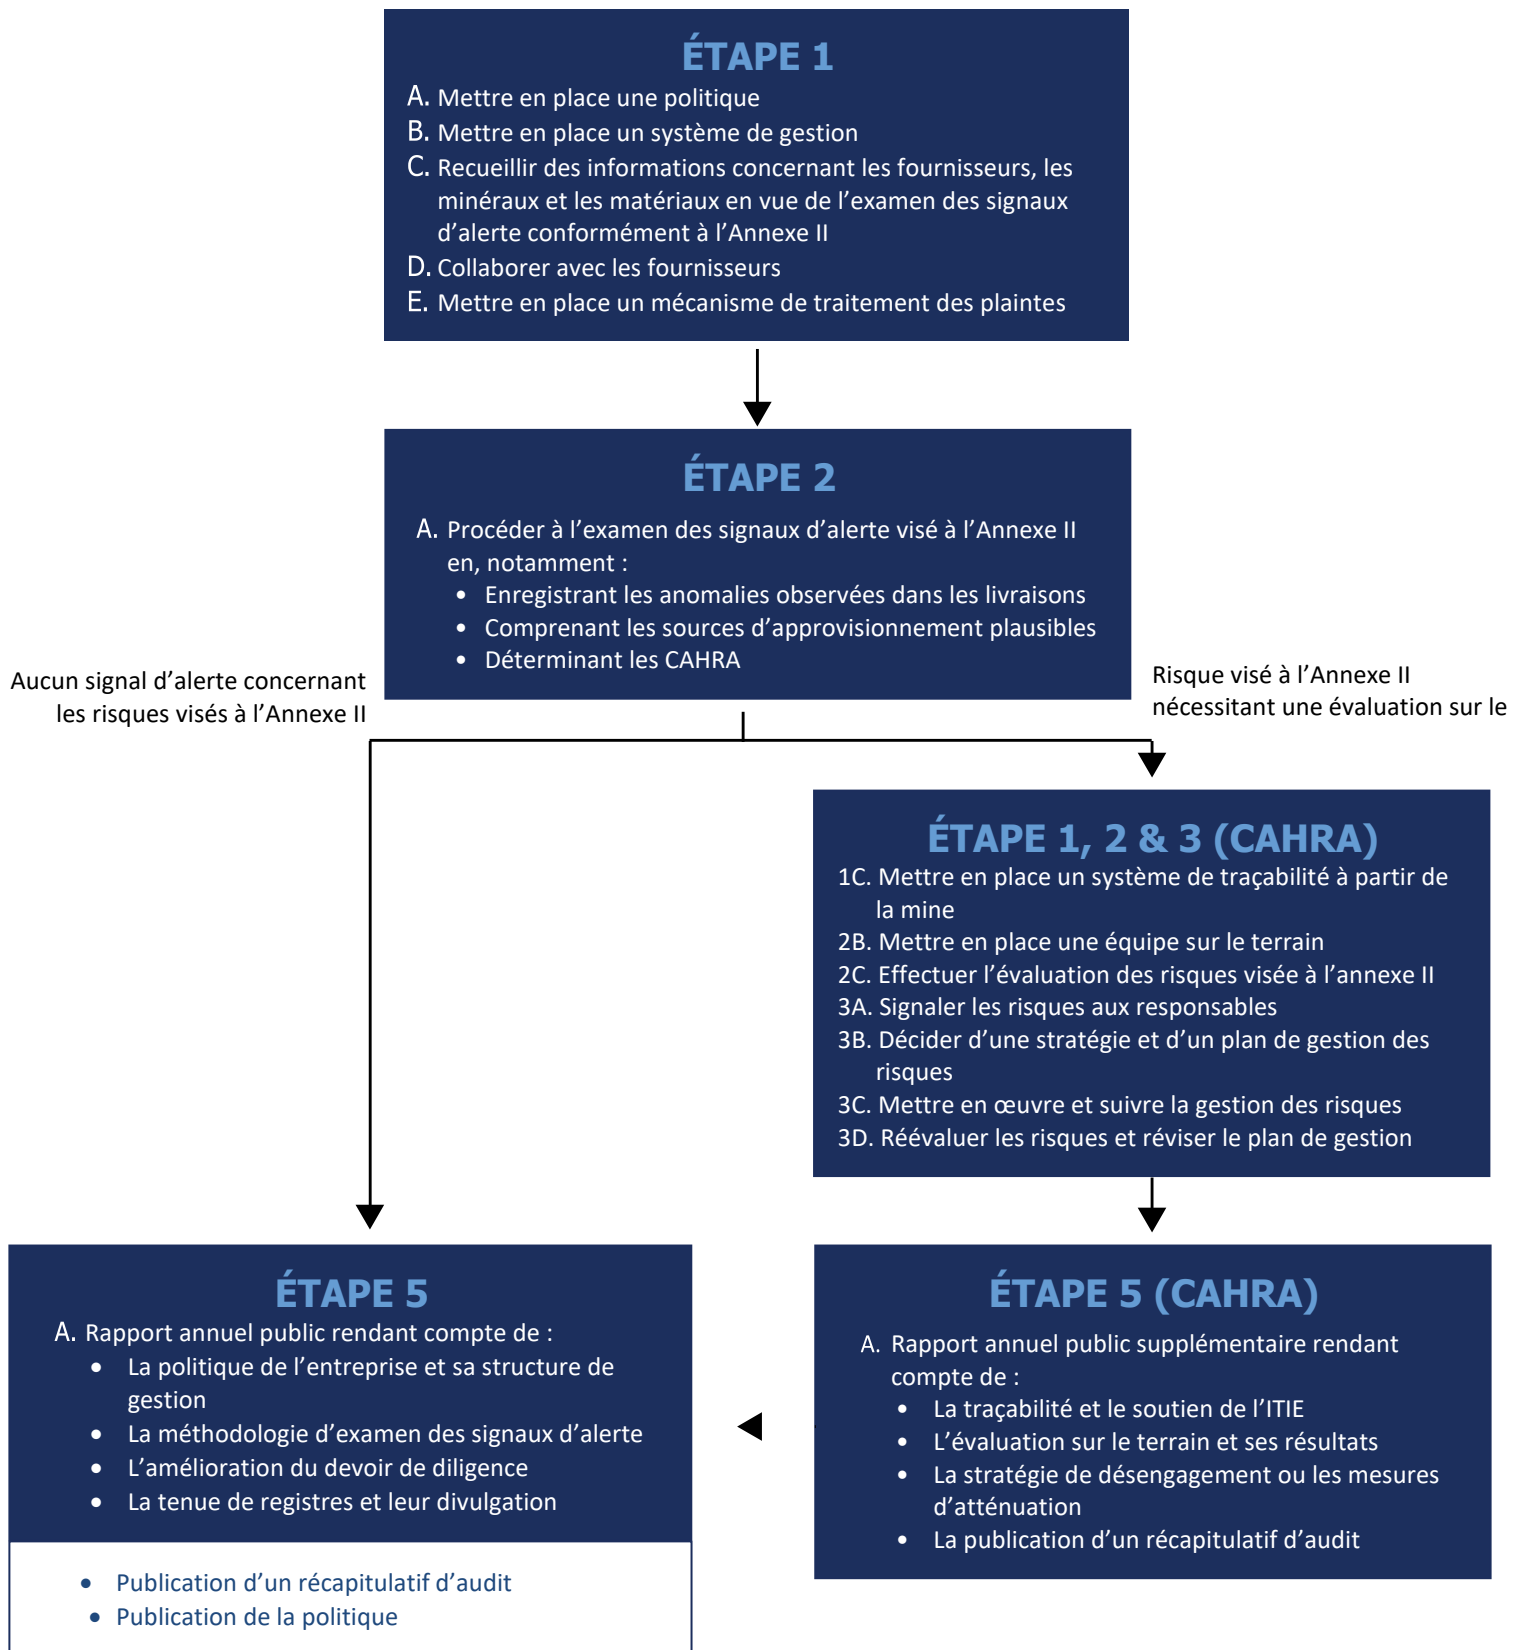 ÉTAPE 1
A. Mettre en place une politique
B. Mettre en place un système de gestion
C. Recueillir des informations concernant les fournisseurs, les
minéraux et les matériaux en vue de l’examen des signaux
d’alerte conformément à l’Annexe II
D. Collaborer avec les fournisseurs
E. Mettre en place un mécanisme de traitement des plaintes
ÉTAPE 2
A. Procéder à l’examen des signaux d’alerte visé à l’Annexe II
en, notamment :
• Enregistrant les anomalies observées dans les livraisons
• Comprenant les sources d’approvisionnement plausibles
• Déterminant les CAHRA
Aucun signal d’alerte concernant
les risques visés à l’Annexe II
Risque visé à l’Annexe II
nécessitant une évaluation sur le
ÉTAPE 1, 2 & 3 (CAHRA)
1C. Mettre en place un système de traçabilité à partir de
la mine
2B. Mettre en place une équipe sur le terrain
2C. Effectuer l’évaluation des risques visée à l’annexe II
3A. Signaler les risques aux responsables
3B. Décider d’une stratégie et d’un plan de gestion des
risques
3C. Mettre en œuvre et suivre la gestion des risques
3D. Réévaluer les risques et réviser le plan de gestion
ÉTAPE 5
A. Rapport annuel public rendant compte de :
• La politique de l’entreprise et sa structure de
gestion
• La méthodologie d’examen des signaux d’alerte
• L’amélioration du devoir de diligence
• La tenue de registres et leur divulgation
• Publication d’un récapitulatif d’audit
• Publication de la politique
ÉTAPE 5 (CAHRA)
A. Rapport annuel public supplémentaire rendant
compte de :
• La traçabilité et le soutien de l’ITIE
• L’évaluation sur le terrain et ses résultats
• La stratégie de désengagement ou les mesures
d’atténuation
• La publication d’un récapitulatif d’audit